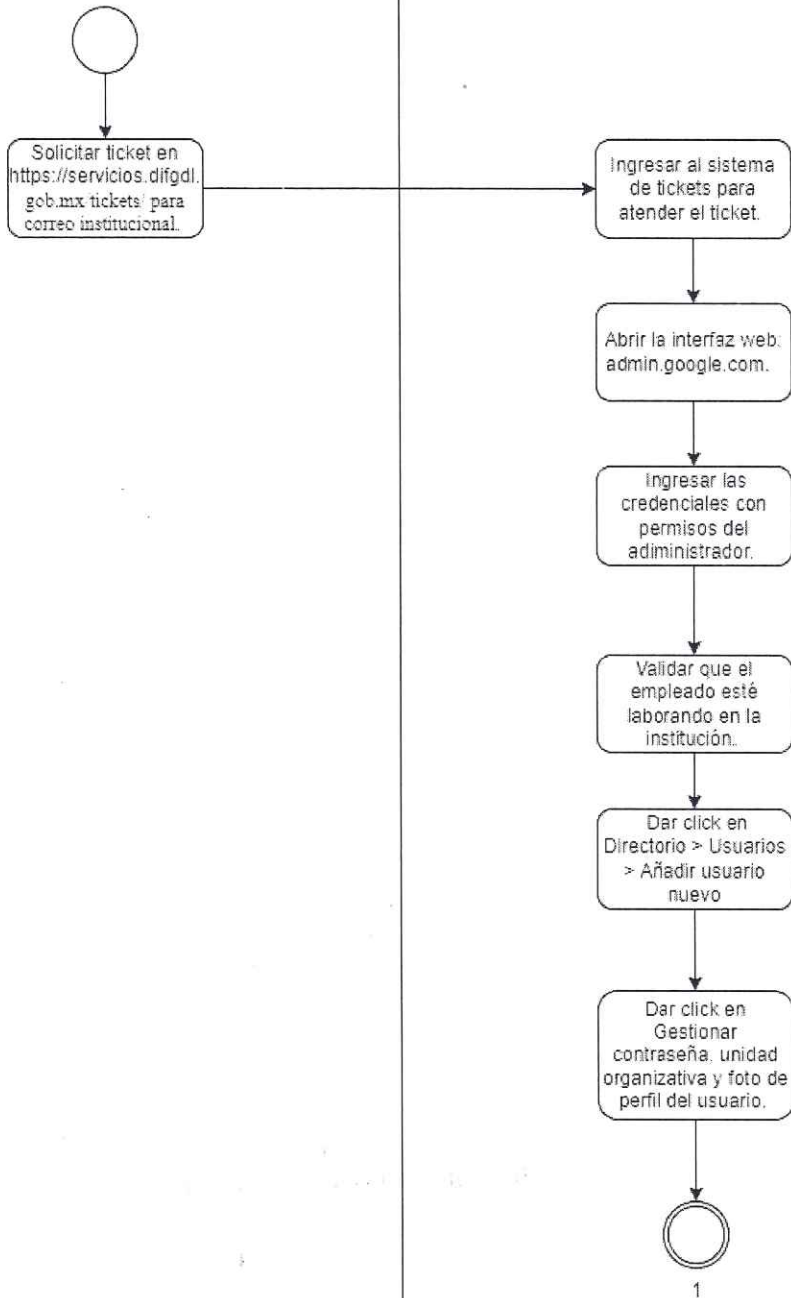 Solicitar ticket en
https://servicios.difgdl.
gob.mx/tickets/ para
correo institucional.
Ingresar al sistema
de tickets para
atender el ticket.
Abrir la interfaz web:
admin.google.com.
Ingresar las
credenciales con
permisos del
adiministrador.
Validar que el
empleado esté
laborando en la
institución.
Dar click en
Directorio > Usuarios
> Añadir usuario
nuevo
Dar click en
Gestionar
contraseña, unidad
organizativa y foto de
perfil del usuario.
1